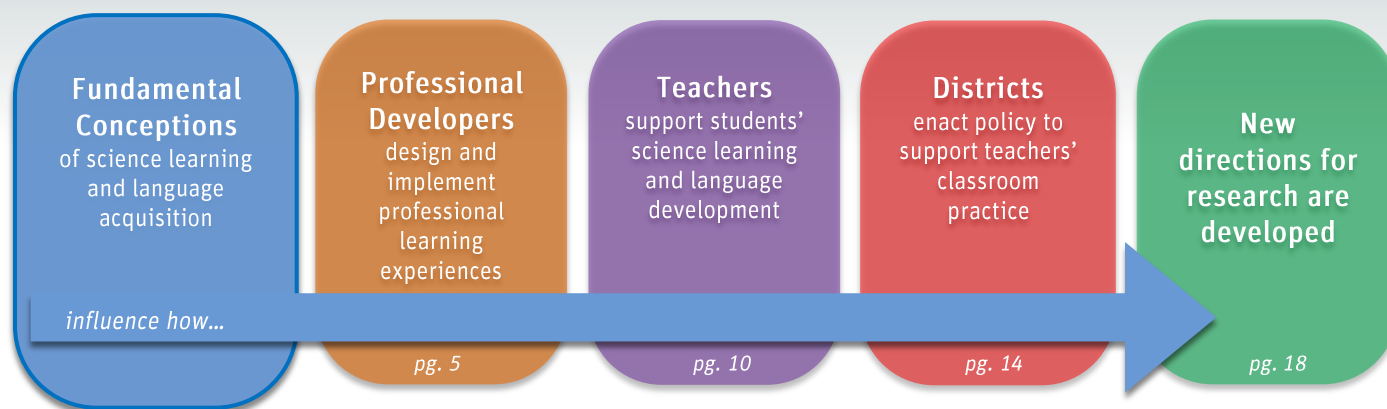 Fundamental
Conceptions
of science learning
and language
acquisition
influence how...
Professional
Developers
design and
implement
professional
learning
experiences
pg. 5
Teachers
support students’
science learning
and language
development
pg. 10
Districts
enact policy to
support teachers’
classroom
practice
pg. 14
New
directions for
research are
developed
pg. 18